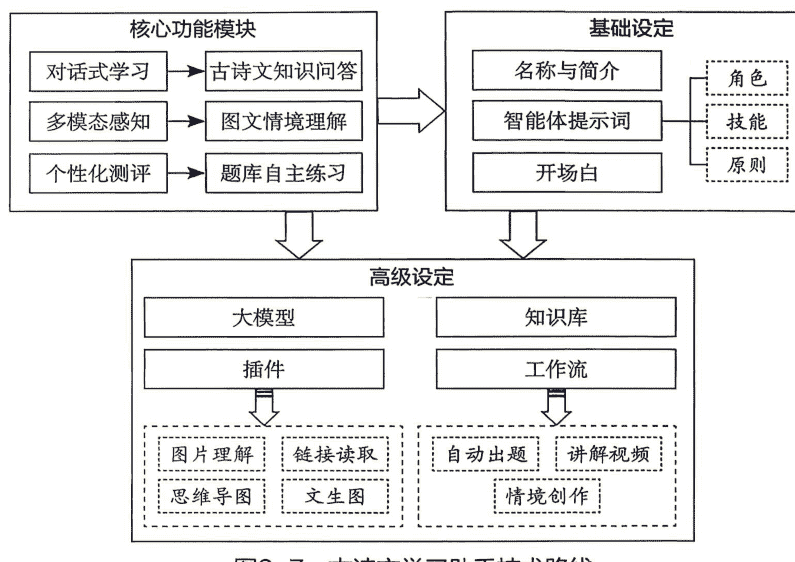 核心功能模块
对话式学习 古诗文知识问答
多模态感知 图文情境理解
个性化测评 题库自主练习
基础设定
名称与简介
智能体提示词
开场白
角色
技能
原则
高级设定
大模型 知识库
插件 工作流
图片理解 链接读取
思维导图 文生图
自动出题 讲解视频
情境创作